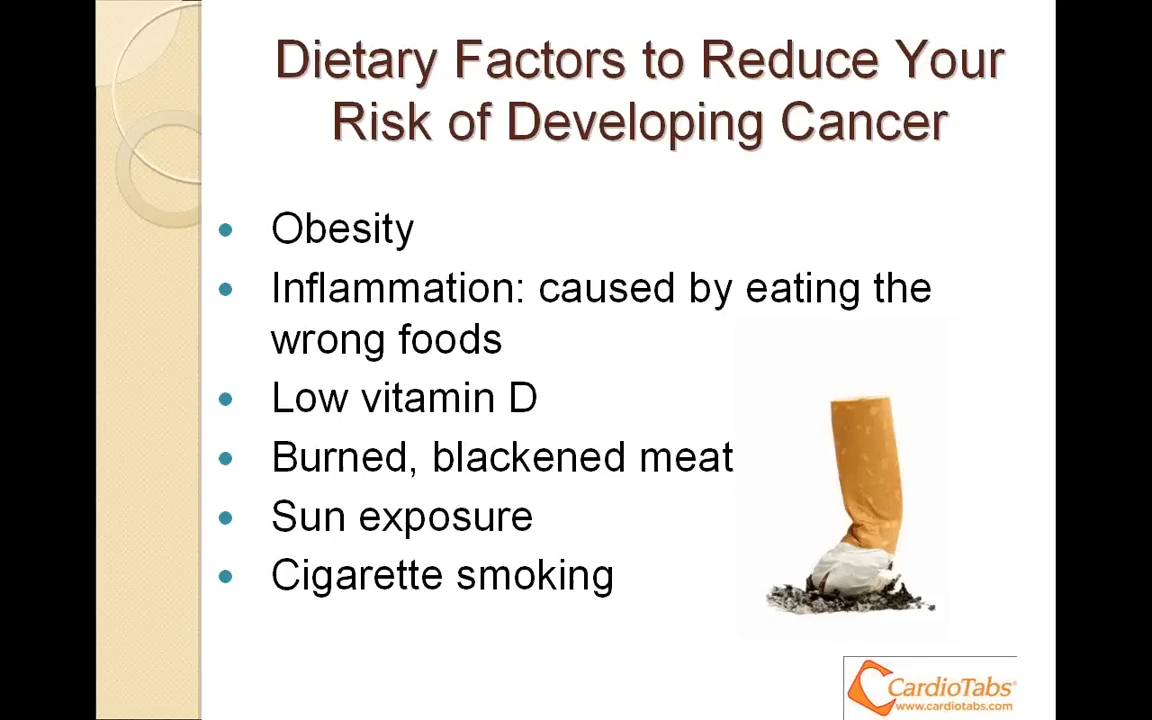 Dietary Factors to Reduce Your
Risk of Developing Cancer
Obesity
Inflammation: caused by eating the
wrong foods
Low vitamin D
Burned, blackened meat
Sun exposure
Cigarette smoking
CardioTabs®
www.cardiotabs.com